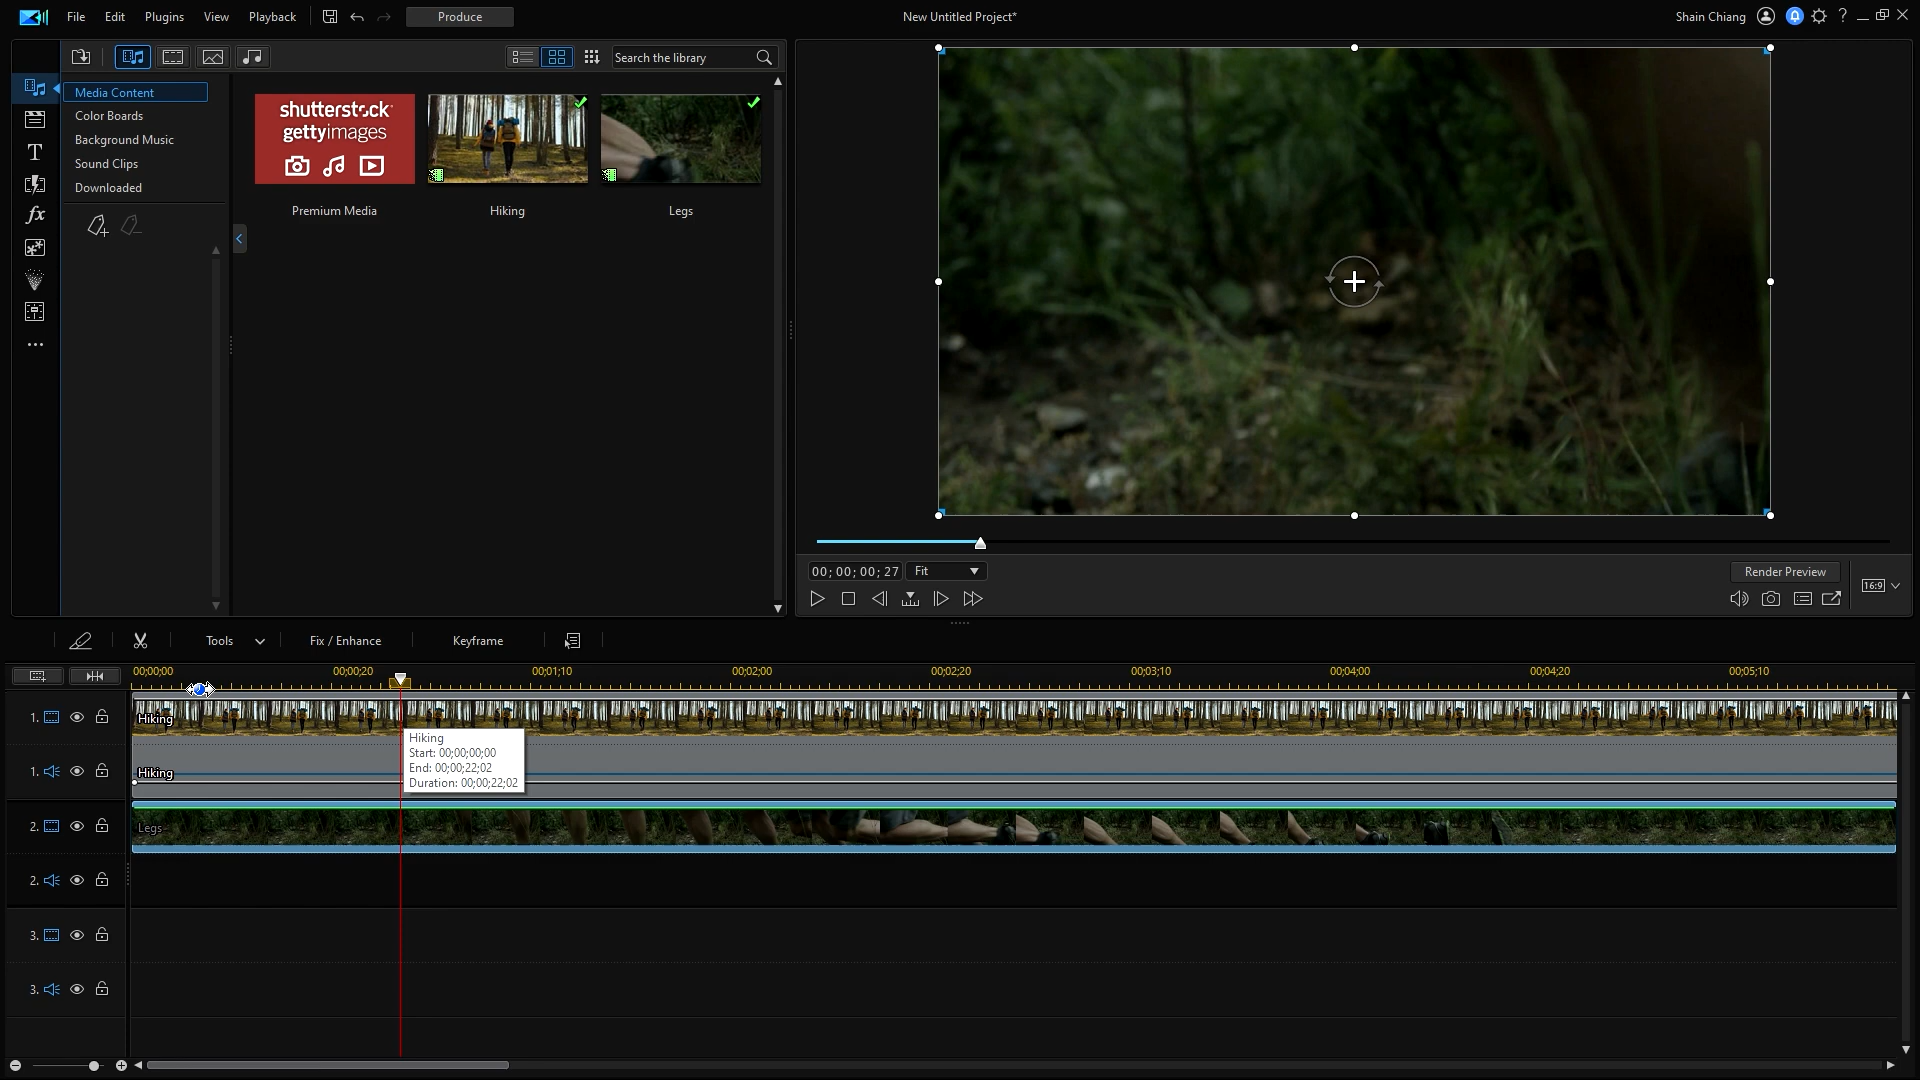 File Edit Plugins View Playback Produce New Untitled Project* Shain Chiang ?
Search the library
Media Content
Color Boards
Background Music
Sound Clips
Downloaded
T
fx
shutterstock
gettyimages
Premium Media Hiking Legs
00; 00; 00; 27 Fit Render Preview
16:9
Tools Fix / Enhance Keyframe
00;00;00 00;00;20 00;01;10 00;02;00 00;02;20 00;03;10 00;04;00 00;04;20 00;05;10
1. Hiking
Hiking
Start: 00;00;00;00
End: 00;00;22;02
Duration: 00;00;22;02
1. Hiking
2. Legs
2.
3.
3.